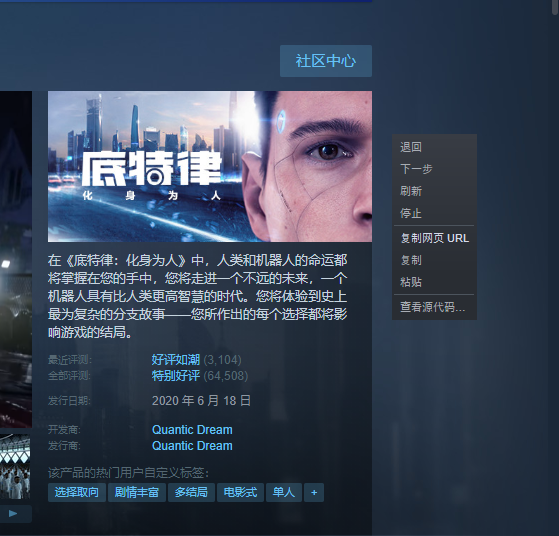 社区中心
底特律
化身为人
在《底特律：化身为人》中，人类和机器人的命运都
将掌握在您的手中，您将走进一个不远的未来，一个
机器人具有比人类更高智慧的时代。您将体验到史上
最为复杂的分支故事——您所作出的每个选择都将影
响游戏的结局。
最近评测: 好评如潮 (3,104)
全部评测: 特别好评 (64,508)
发行日期: 2020 年 6 月 18 日
开发商: Quantic Dream
发行商: Quantic Dream
该产品的热门用户自定义标签：
选择取向 剧情丰富 多结局 电影式 单人 +
退回
下一步
刷新
停止
复制网页 URL
复制
粘贴
查看源代码...